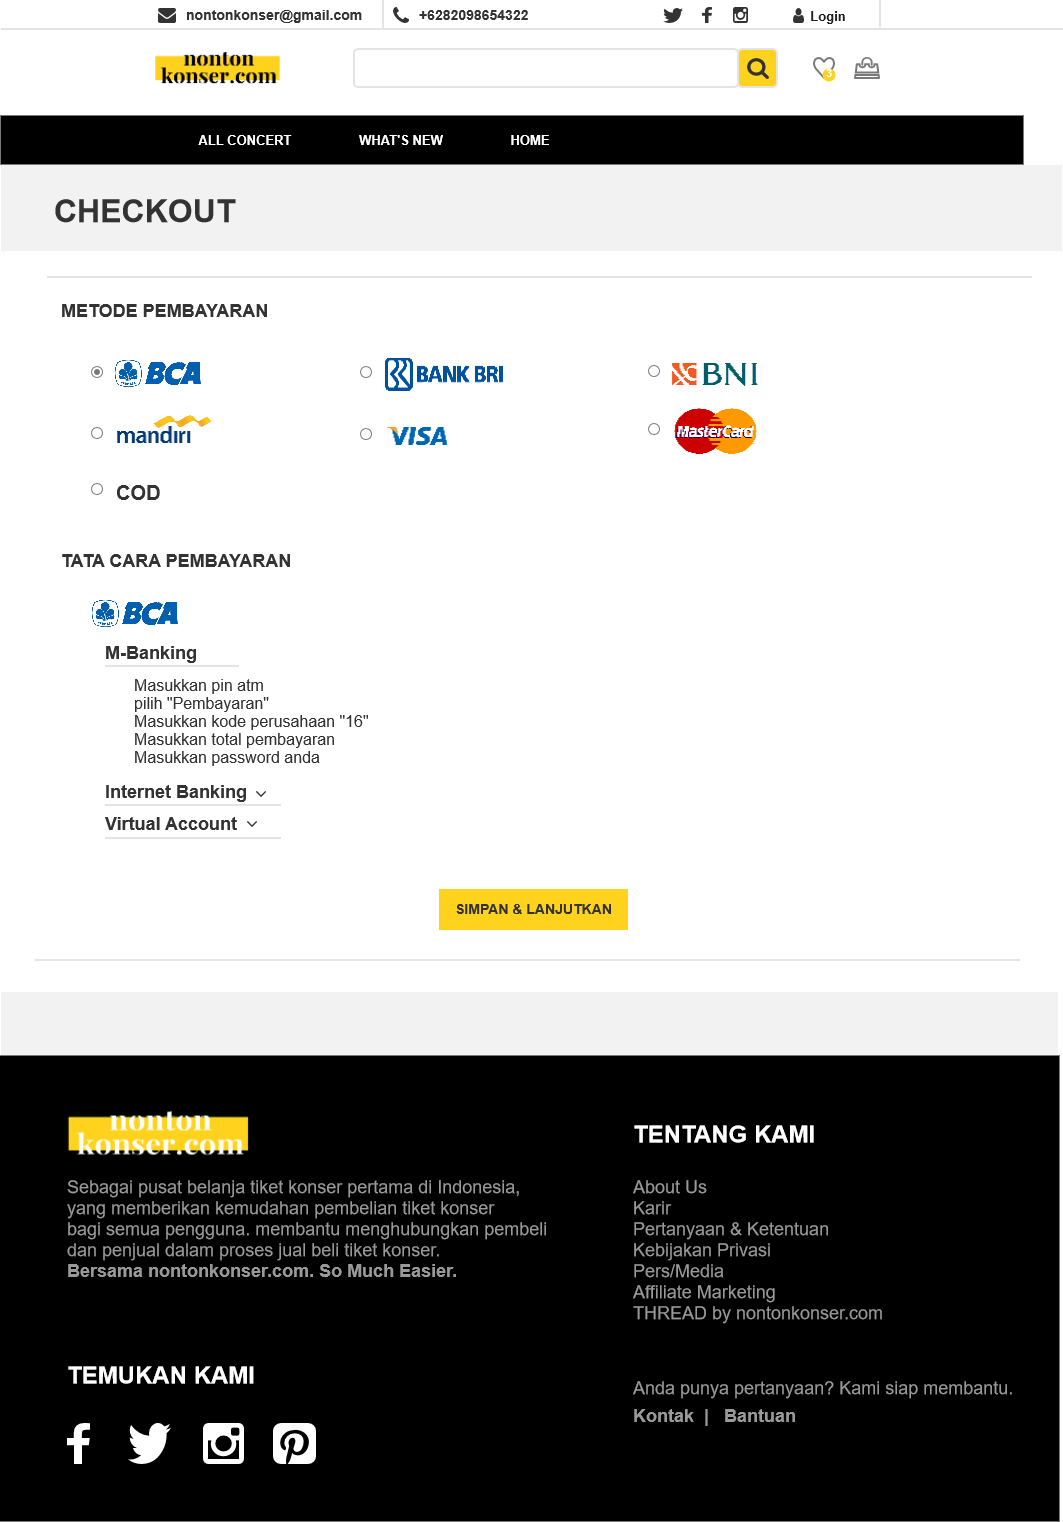 nontonkonser@gmail.com
+6282098654322
Login
nonton
konser.com
3
ALL CONCERT
WHAT'S NEW
HOME
CHECKOUT
METODE PEMBAYARAN
BCA
BANK BRI
BNI
mandiri
VISA
MasterCard
COD
TATA CARA PEMBAYARAN
BCA
M-Banking
Masukkan pin atm
pilih "Pembayaran"
Masukkan kode perusahaan "16"
Masukkan total pembayaran
Masukkan password anda
Internet Banking
Virtual Account
SIMPAN & LANJUTKAN
nonton
konser.com
Sebagai pusat belanja tiket konser pertama di Indonesia,
yang memberikan kemudahan pembelian tiket konser
bagi semua pengguna. membantu menghubungkan pembeli
dan penjual dalam proses jual beli tiket konser.
Bersama nontonkonser.com. So Much Easier.
TEMUKAN KAMI
TENTANG KAMI
About Us
Karir
Pertanyaan & Ketentuan
Kebijakan Privasi
Pers/Media
Affiliate Marketing
THREAD by nontonkonser.com
Anda punya pertanyaan? Kami siap membantu.
Kontak | Bantuan